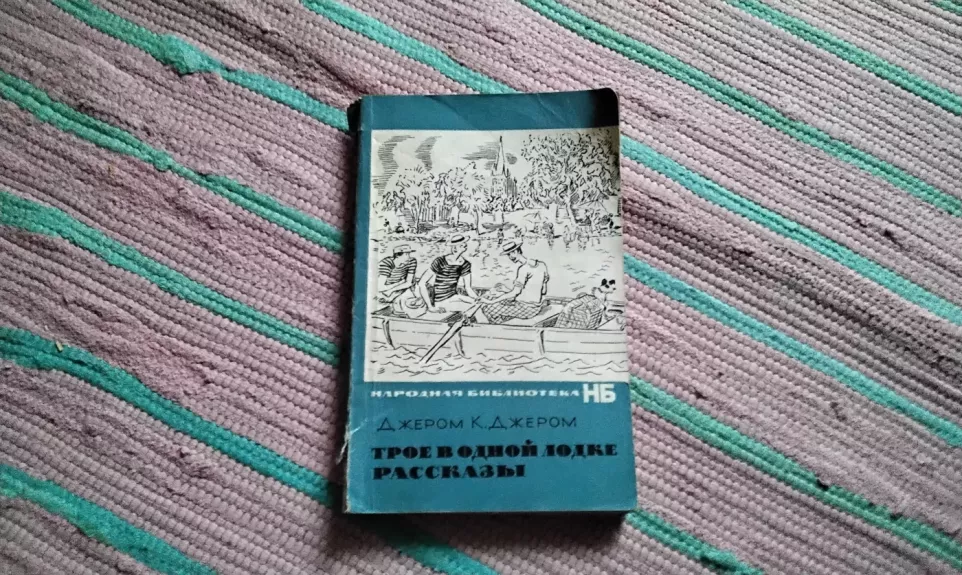 НАРОДНАЯ БИБЛИОТЕКА НБ
ДЖЕРОМ К. ДЖЕРОМ
ТРОЕ В ОДНОЙ ЛОДКЕ
РАССКАЗЫ